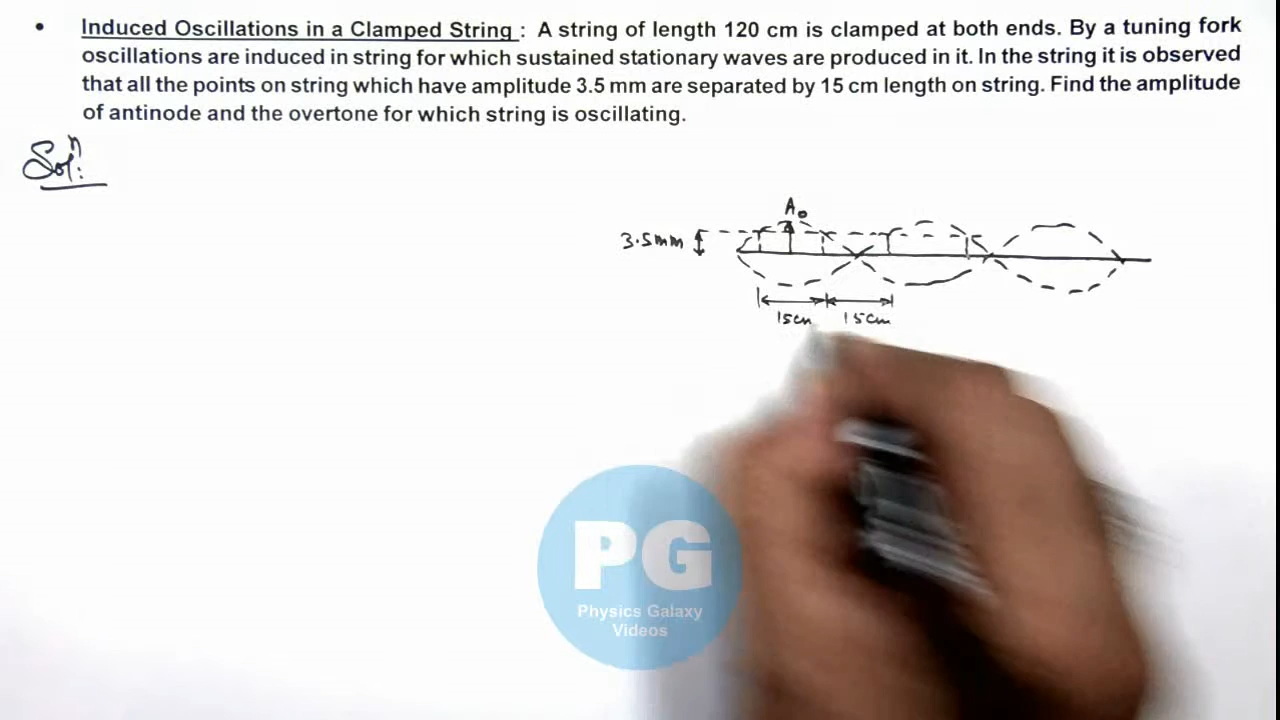 • Induced Oscillations in a Clamped String : A string of length 120 cm is clamped at both ends. By a tuning fork
oscillations are induced in string for which sustained stationary waves are produced in it. In the string it is observed
that all the points on string which have amplitude 3.5 mm are separated by 15 cm length on string. Find the amplitude
of antinode and the overtone for which string is oscillating.
Solⁿ:
A₀
3.5mm
15cm 15cm
PG
Physics Galaxy
Videos